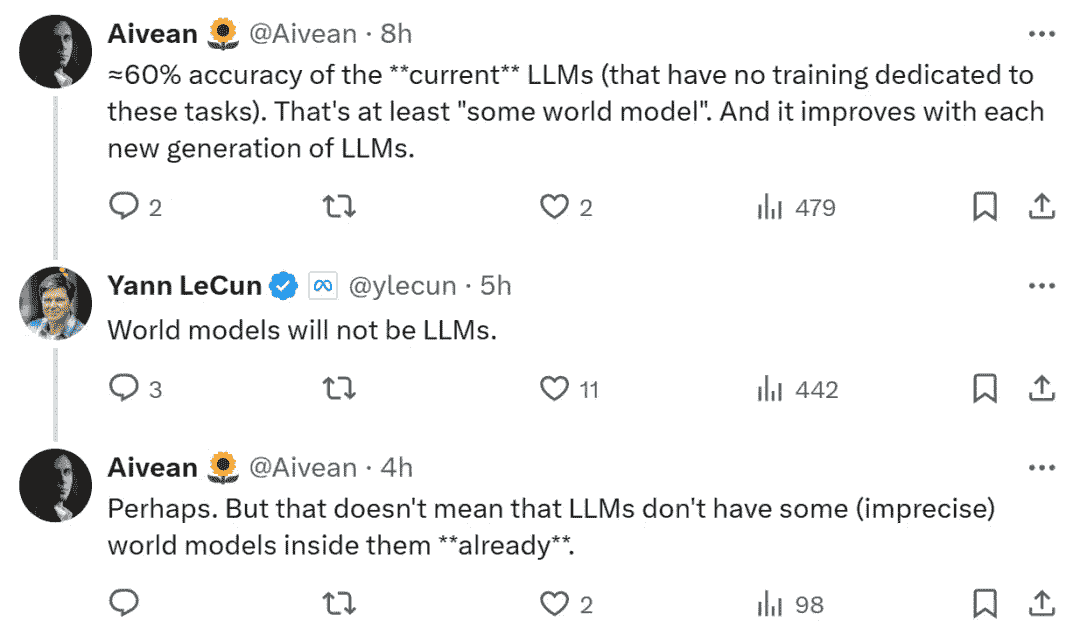 Aivean 🌻 @Aivean · 8h
≈60% accuracy of the **current** LLMs (that have no training dedicated to
these tasks). That's at least "some world model". And it improves with each
new generation of LLMs.
2 2 479
Yann LeCun @ylecun · 5h
World models will not be LLMs.
3 11 442
Aivean 🌻 @Aivean · 4h
Perhaps. But that doesn't mean that LLMs don't have some (imprecise)
world models inside them **already**.
2 98